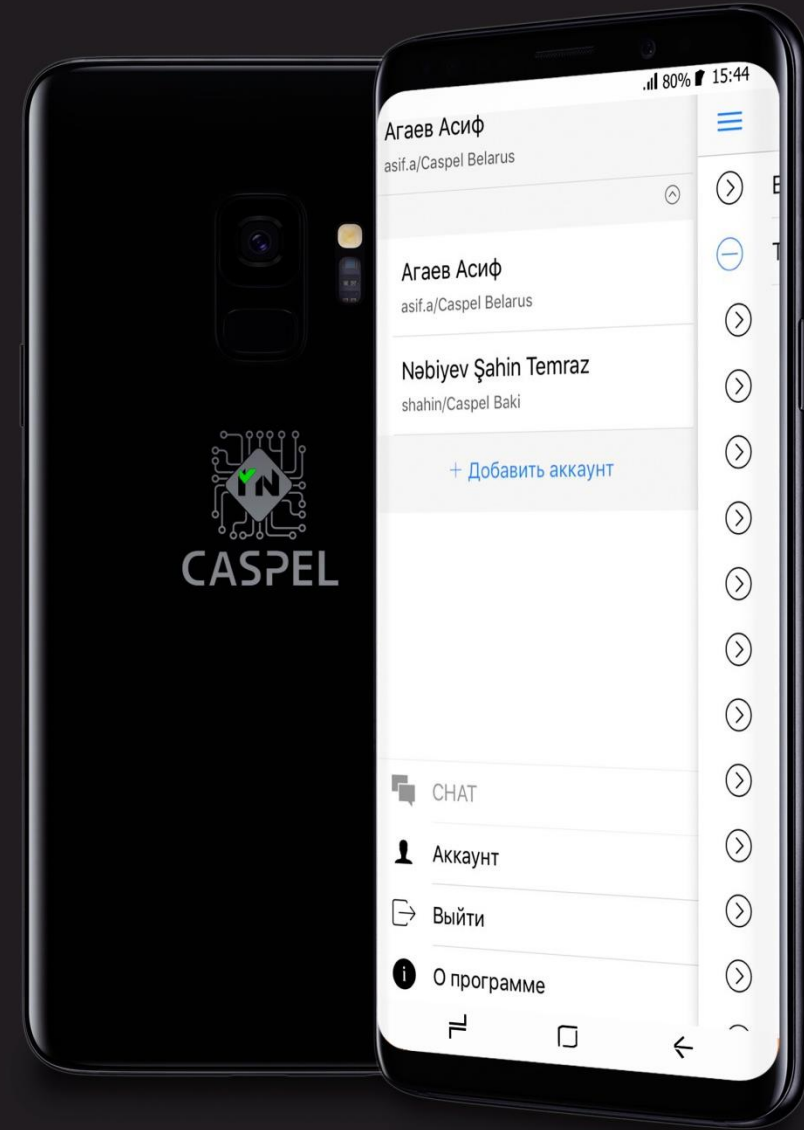 80% 15:44
Агаев Асиф
asif.a/Caspel Belarus
Агаев Асиф
asif.a/Caspel Belarus
Nəbiyev Şahin Temraz
shahin/Caspel Baki
+ Добавить аккаунт
CHAT
Аккаунт
Выйти
О программе
YN
CASPEL